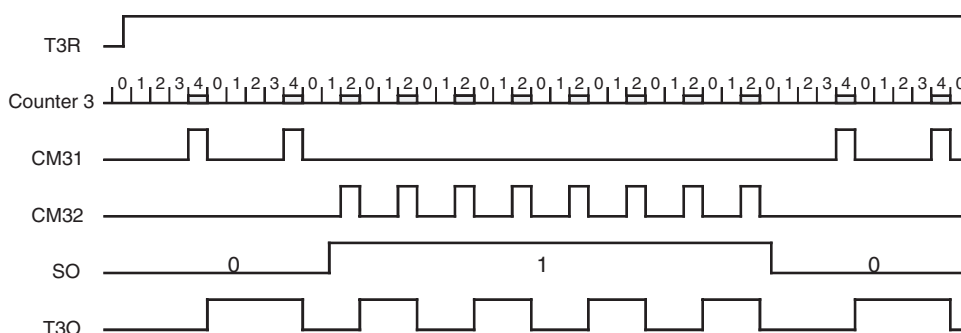 T3R
Counter 3 0 1 2 3 4 0 1 2 3 4 0 1 2 0 1 2 0 1 2 0 1 2 0 1 2 0 1 2 0 1 2 0 1 2 0 1 2 3 4 0 1 2 3 4 0
CM31
CM32
SO 0 1 0
T3O